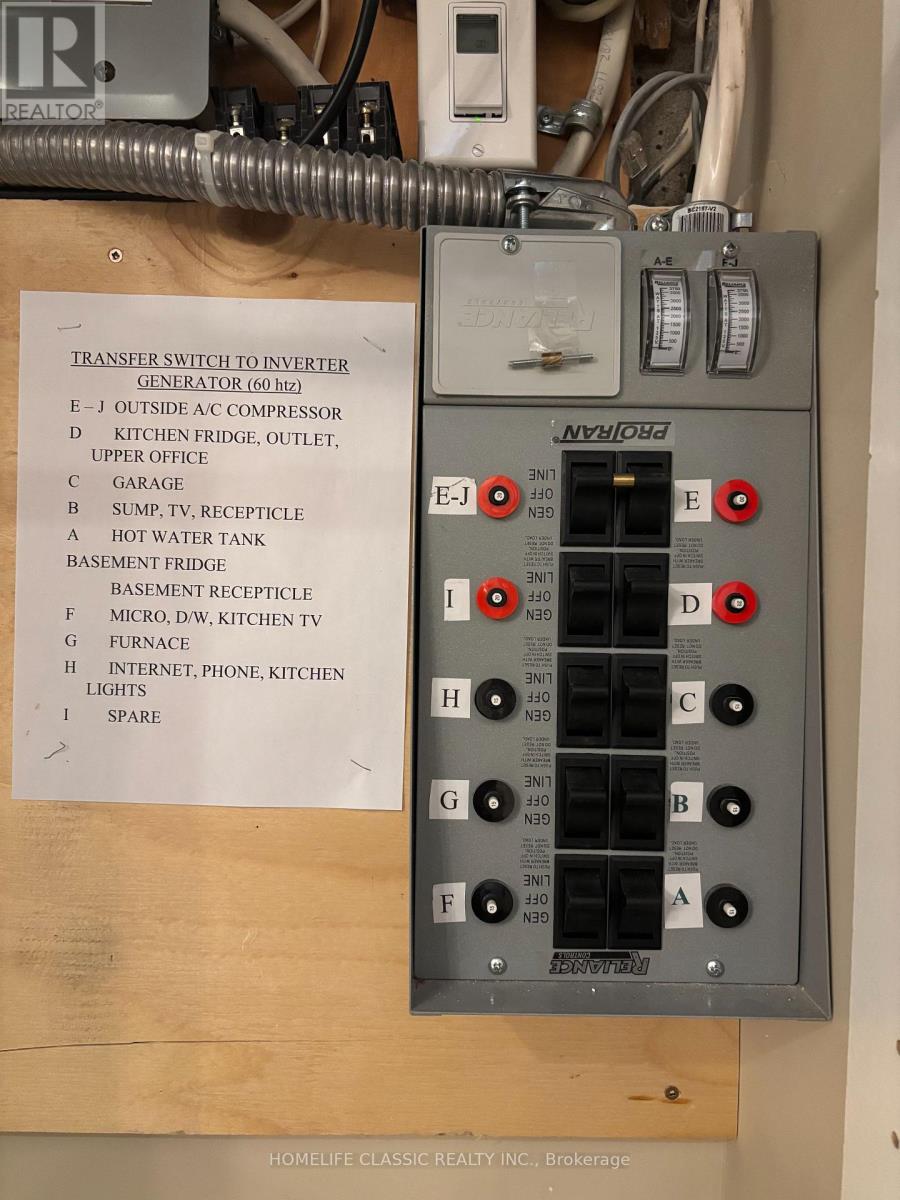 REALTOR®
BC2187-V2
A-E
F-J
RELIANCE
TRANSFER SWITCH TO INVERTER
GENERATOR (60 htz)
E – J OUTSIDE A/C COMPRESSOR
D KITCHEN FRIDGE, OUTLET,
UPPER OFFICE
C GARAGE
B SUMP, TV, RECEPTICLE
A HOT WATER TANK
BASEMENT FRIDGE
BASEMENT RECEPTICLE
F MICRO, D/W, KITCHEN TV
G FURNACE
H INTERNET, PHONE, KITCHEN
LIGHTS
I SPARE
PROTRAN®
E-J
LINE
OFF
GEN
E
I
LINE
OFF
GEN
D
H
LINE
OFF
GEN
C
G
LINE
OFF
GEN
B
F
LINE
OFF
GEN
A
RELIANCE
CONTROLS
HOMELIFE CLASSIC REALTY INC., Brokerage